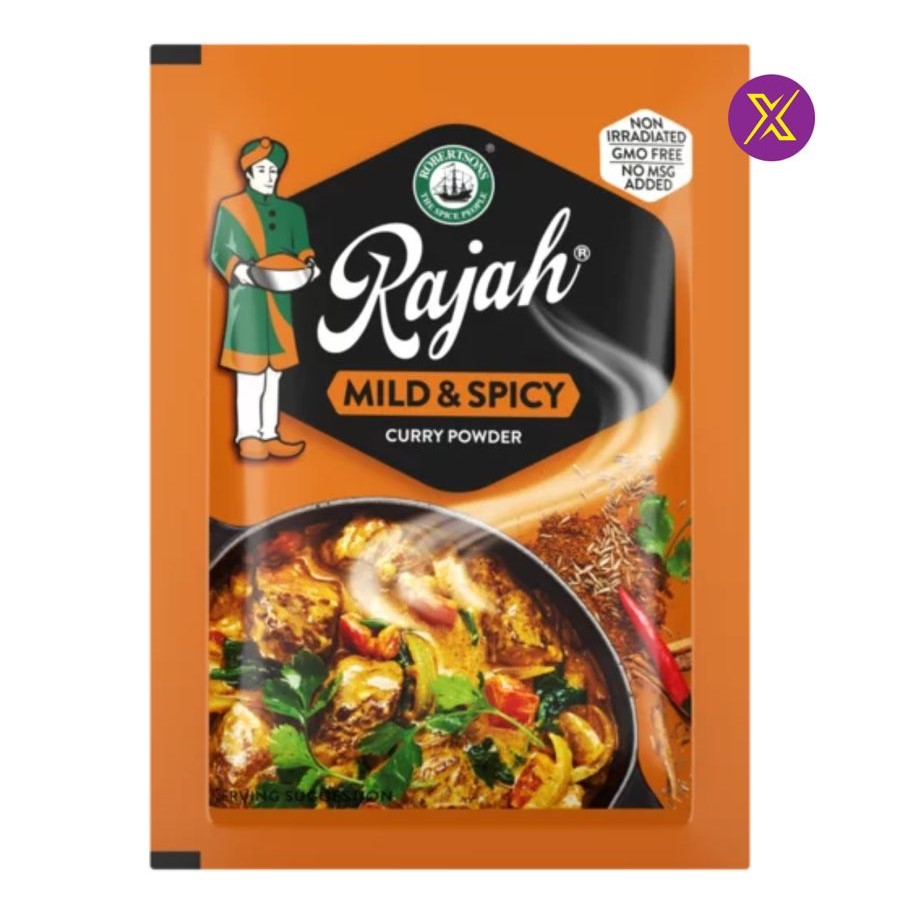 ROBERTSONS
THE SPICE PEOPLE
®
NON
IRRADIATED
GMO FREE
NO MSG
ADDED
Rajah®
MILD & SPICY
CURRY POWDER
SERVING SUGGESTION